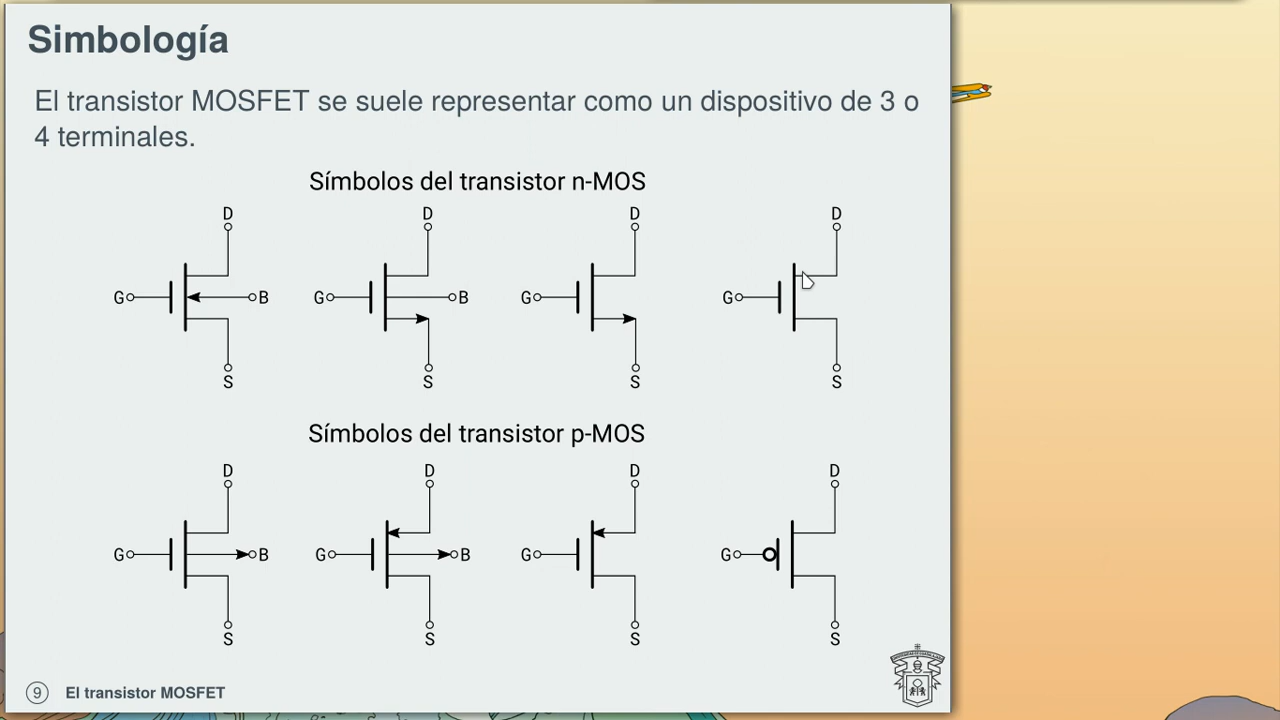 Simbología
El transistor MOSFET se suele representar como un dispositivo de 3 o
4 terminales.
Símbolos del transistor n-MOS
D D D D
G B G B G G
S S S S
Símbolos del transistor p-MOS
D D D D
G B G B G G
S S S S
9 El transistor MOSFET